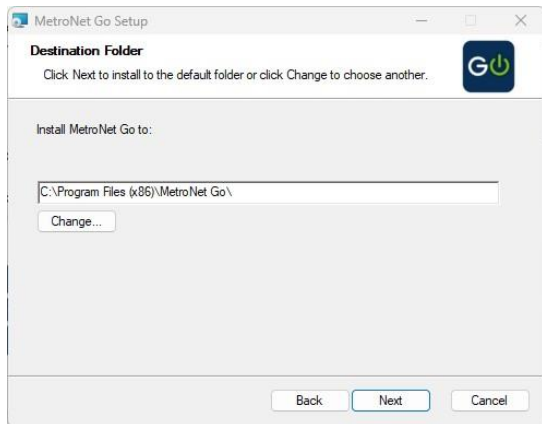 MetroNet Go Setup
Destination Folder
Click Next to install to the default folder or click Change to choose another.
GO
Install MetroNet Go to:
C:\Program Files (x86)\MetroNet Go\
Change...
Back
Next
Cancel